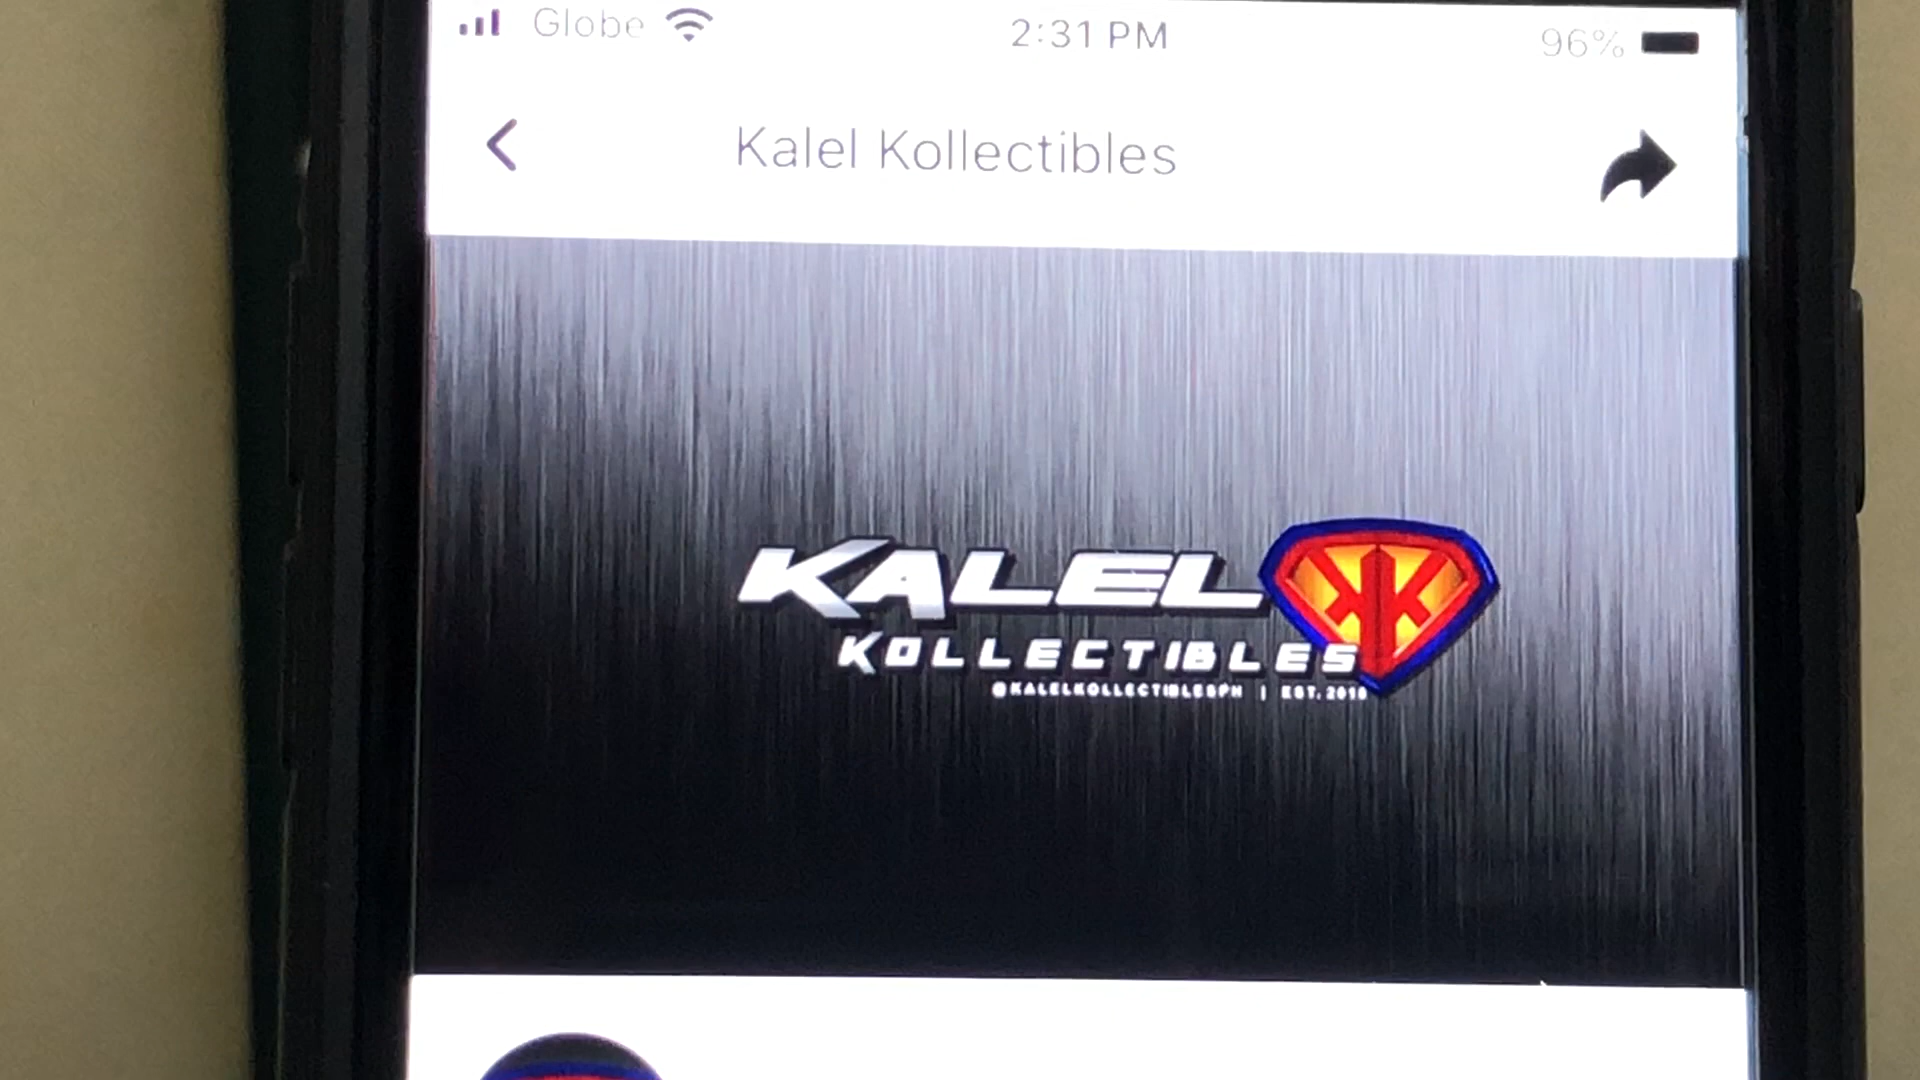 Globe 2:31 PM 96%
Kalel Kollectibles
KALEL
KOLLECTIBLES
@KALELKOLLECTIBLESPH | EST. 2018